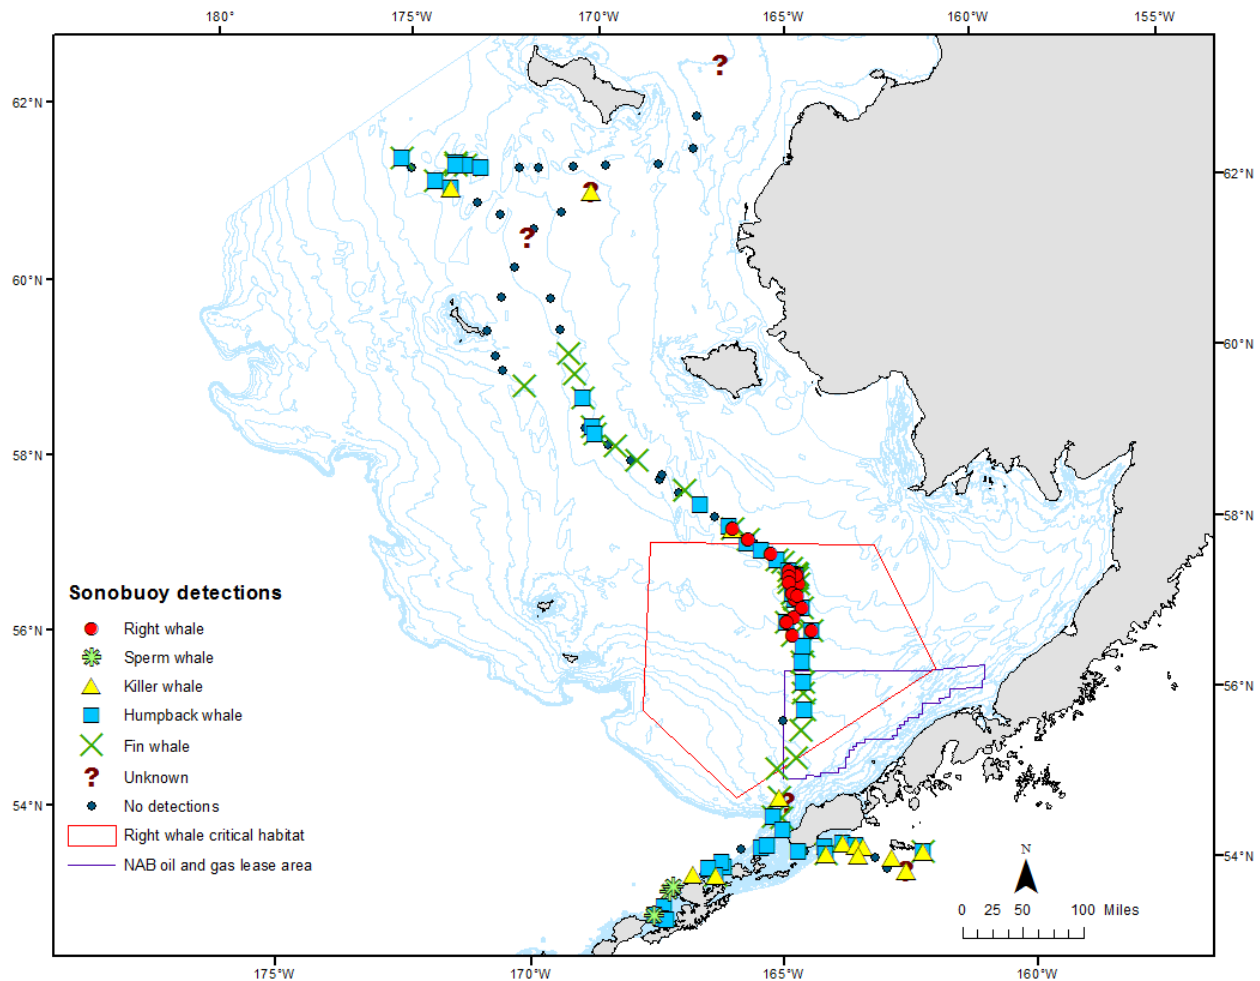 180° 175°W 170°W 165°W 160°W 155°W
?
62°N
62°N
?
?
60°N
60°N
58°N
58°N
Sonobuoy detections
Right whale
Sperm whale
Killer whale
Humpback whale
Fin whale
? Unknown
No detections
Right whale critical habitat
NAB oil and gas lease area
56°N
56°N
54°N
?
54°N
?
N
0 25 50 100 Miles
175°W 170°W 165°W 160°W